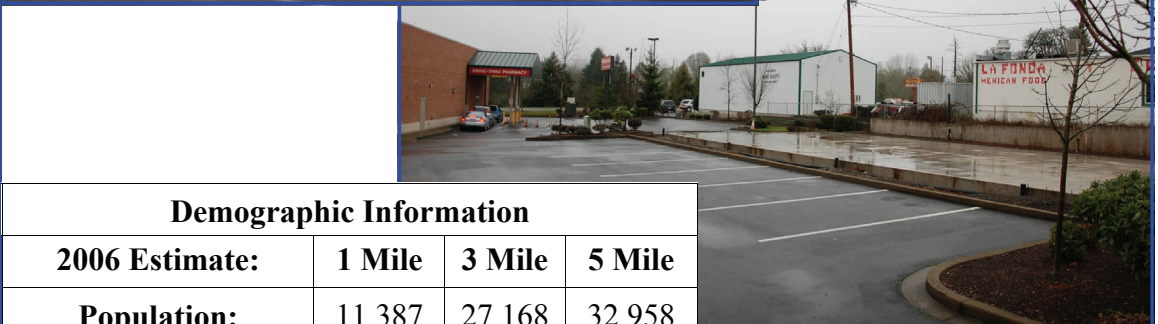 DRIVE-THRU PHARMACY
LA FONDA
MEXICAN FOOD
Demographic Information
2006 Estimate: 1 Mile 3 Mile 5 Mile
Population: 11,387 27,168 32,958